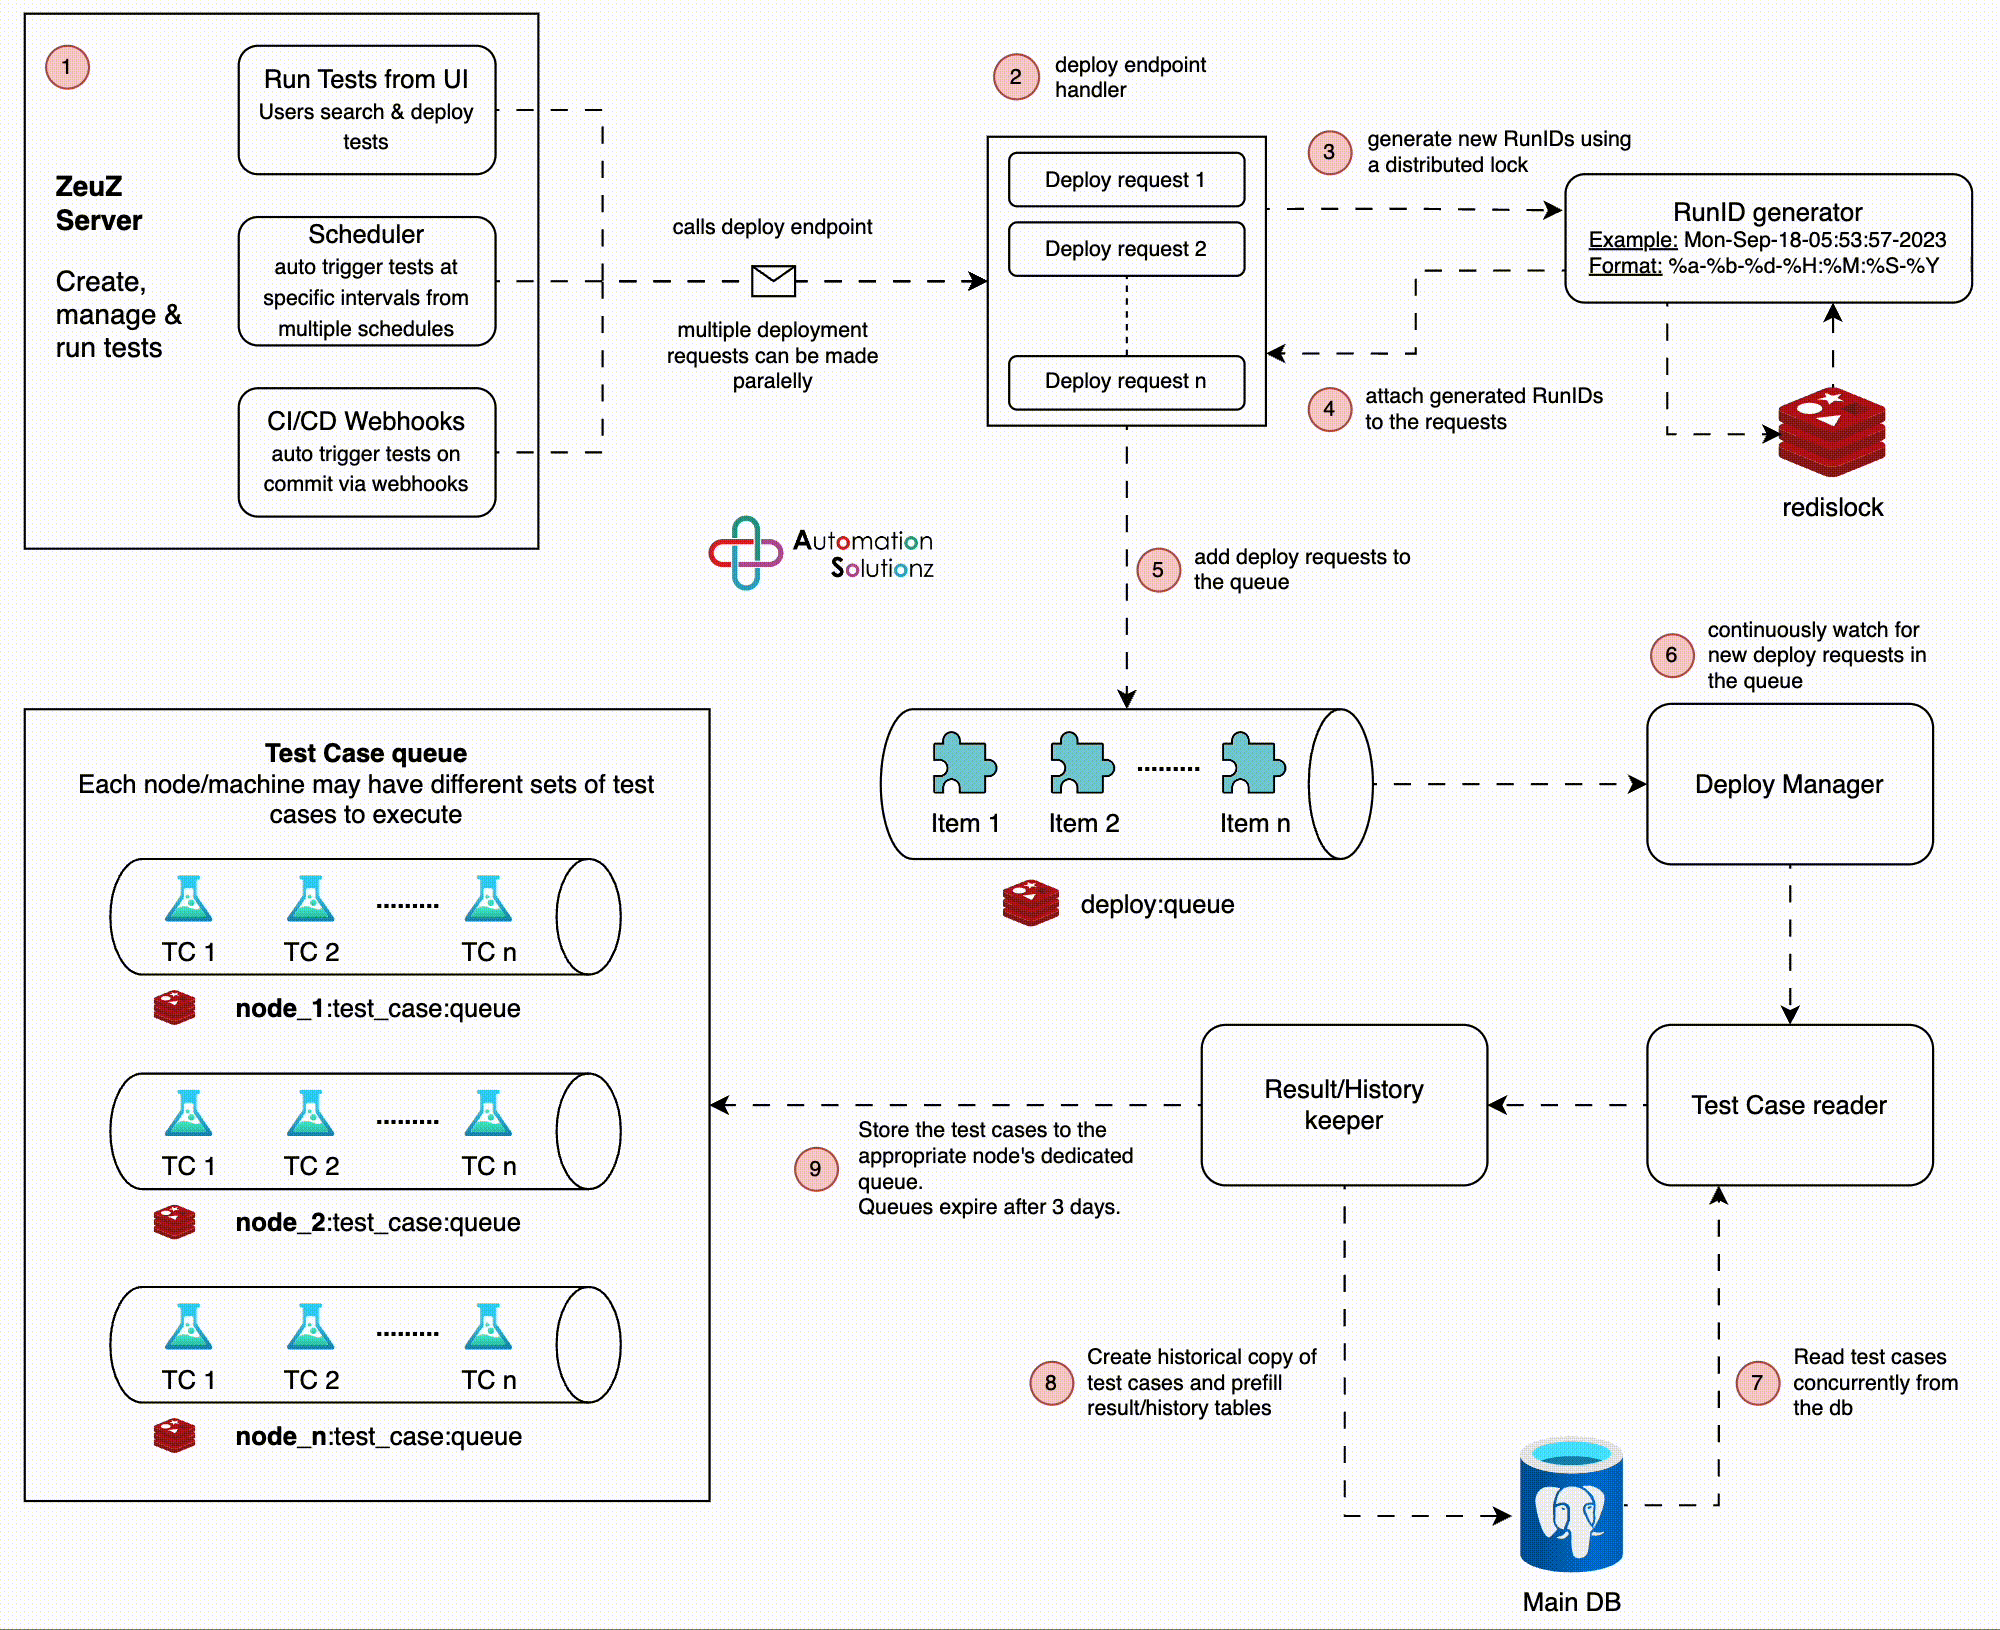 1
Run Tests from UI
Users search & deploy
tests
ZeuZ
Server
Create,
manage &
run tests
Scheduler
auto trigger tests at
specific intervals from
multiple schedules
CI/CD Webhooks
auto trigger tests on
commit via webhooks
calls deploy endpoint
multiple deployment
requests can be made
paralelly
2
deploy endpoint
handler
Deploy request 1
Deploy request 2
Deploy request n
3
generate new RunIDs using
a distributed lock
RunID generator
Example: Mon-Sep-18-05:53:57-2023
Format: %a-%b-%d-%H:%M:%S-%Y
4
attach generated RunIDs
to the requests
redislock
Automation
Solutionz
5
add deploy requests to
the queue
6
continuously watch for
new deploy requests in
the queue
Item 1
Item 2
.........
Item n
deploy:queue
Deploy Manager
Test Case reader
Result/History
keeper
7
Read test cases
concurrently from
the db
8
Create historical copy of
test cases and prefill
result/history tables
Main DB
9
Store the test cases to the
appropriate node's dedicated
queue.
Queues expire after 3 days.
Test Case queue
Each node/machine may have different sets of test
cases to execute
.........
TC 1
TC 2
TC n
node_1:test_case:queue
.........
TC 1
TC 2
TC n
node_2:test_case:queue
.........
TC 1
TC 2
TC n
node_n:test_case:queue